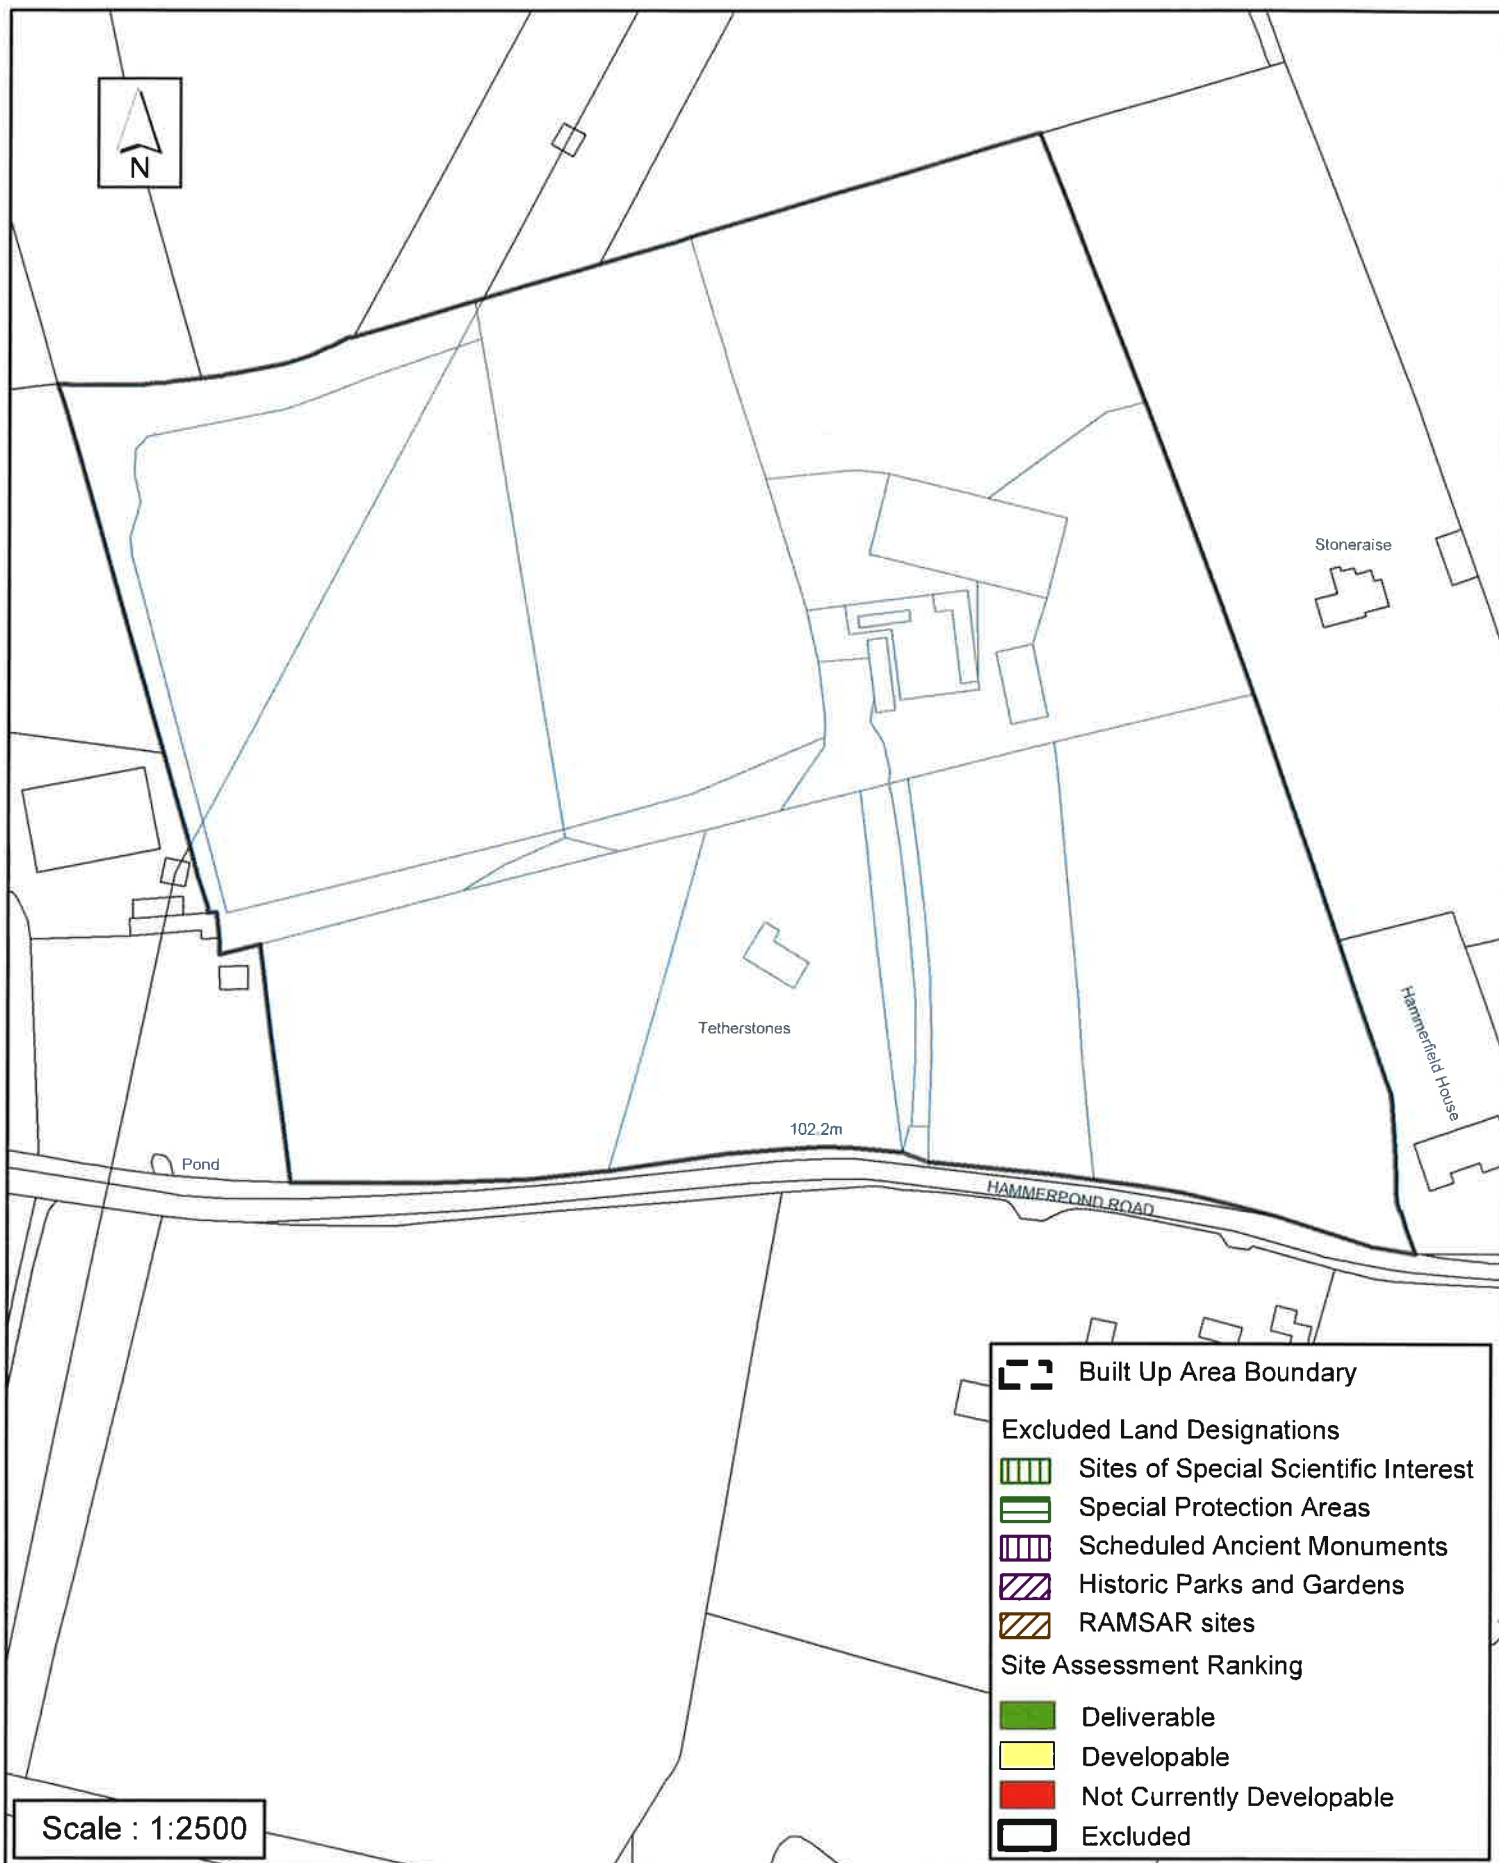 N
Stoneraise
Hammerfield House
Tetherstones
102.2m
Pond
HAMMERPOND ROAD
Built Up Area Boundary
Excluded Land Designations
Sites of Special Scientific Interest
Special Protection Areas
Scheduled Ancient Monuments
Historic Parks and Gardens
RAMSAR sites
Site Assessment Ranking
Deliverable
Developable
Not Currently Developable
Excluded
Scale : 1:2500